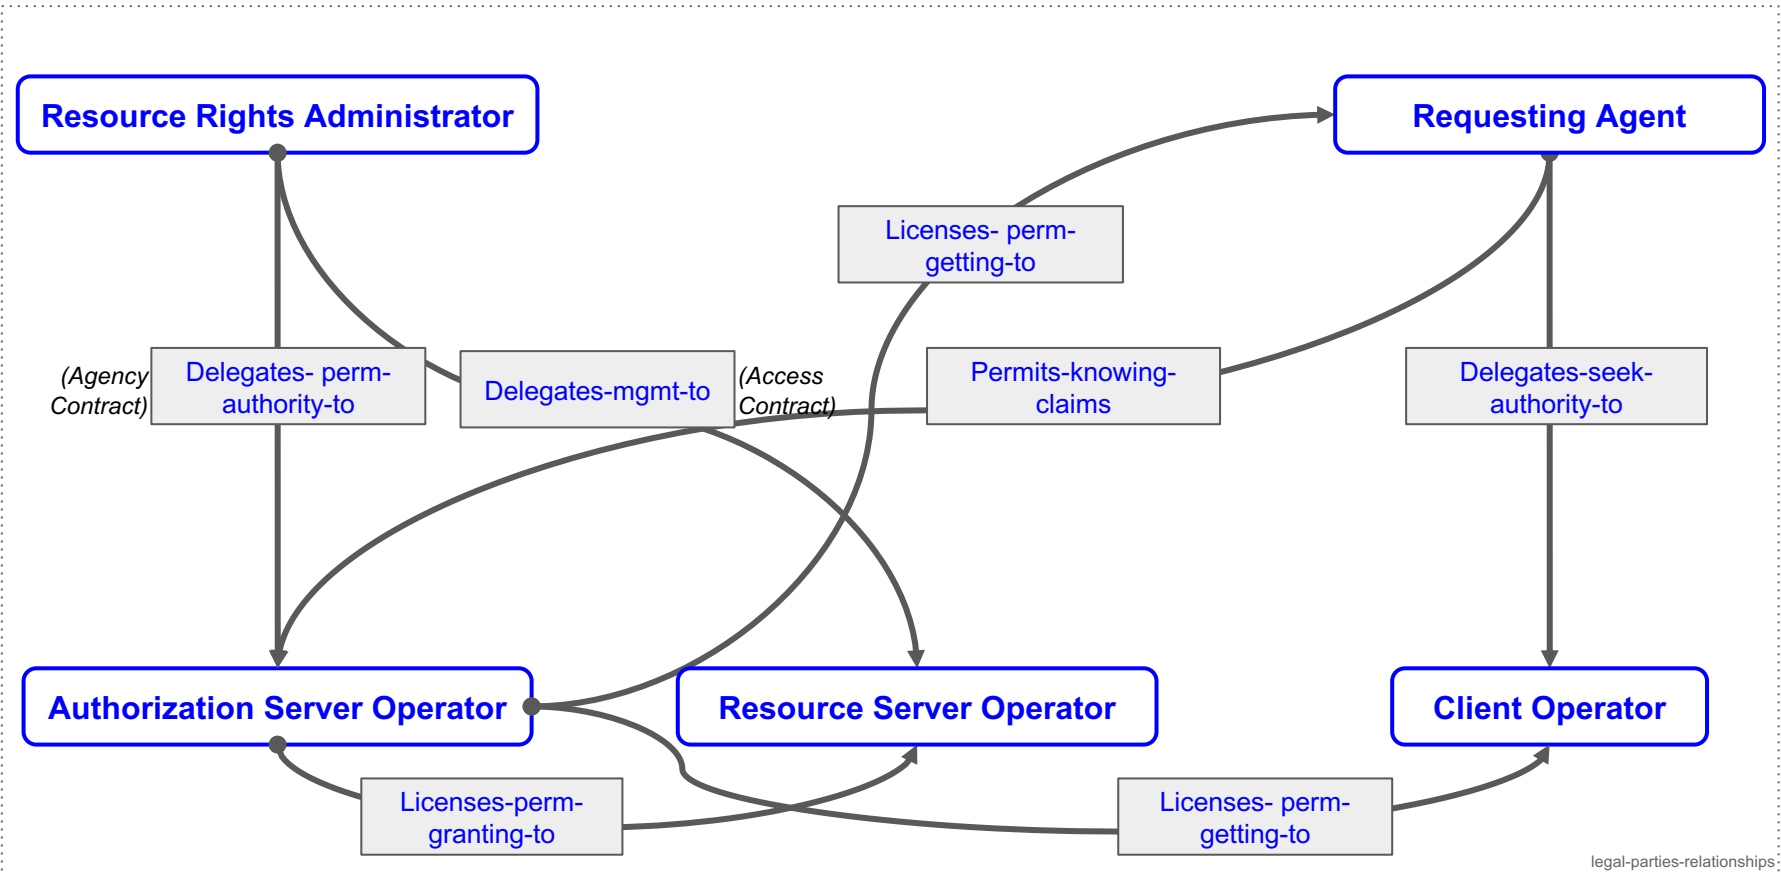 Resource Rights Administrator
Requesting Agent
Licenses- perm-
getting-to
(Agency
Contract)
Delegates- perm-
authority-to
Delegates-mgmt-to
(Access
Contract)
Permits-knowing-
claims
Delegates-seek-
authority-to
Authorization Server Operator
Resource Server Operator
Client Operator
Licenses-perm-
granting-to
Licenses- perm-
getting-to
legal-parties-relationships